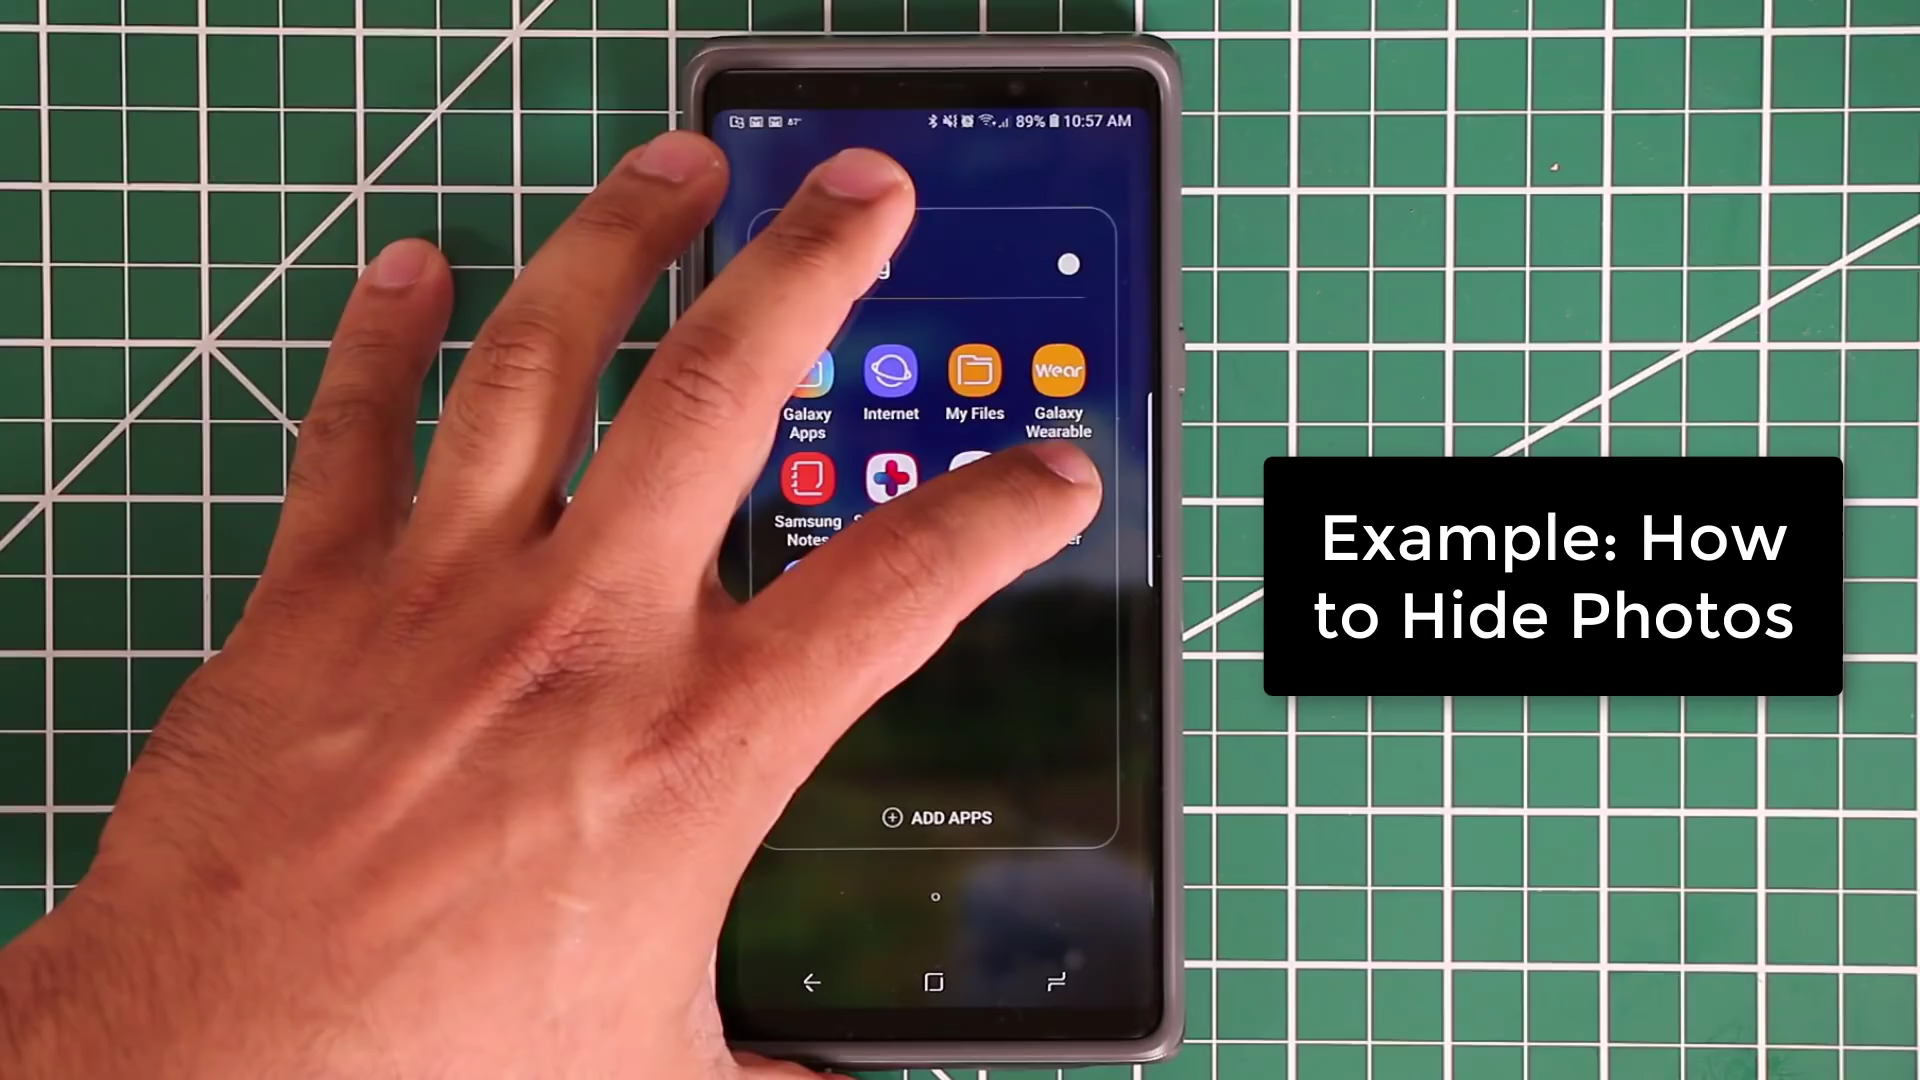 87°
89% 10:57 AM
g
Galaxy
Apps
Internet
My Files
Wear
Galaxy
Wearable
Samsung
Notes
ADD APPS
Example: How
to Hide Photos